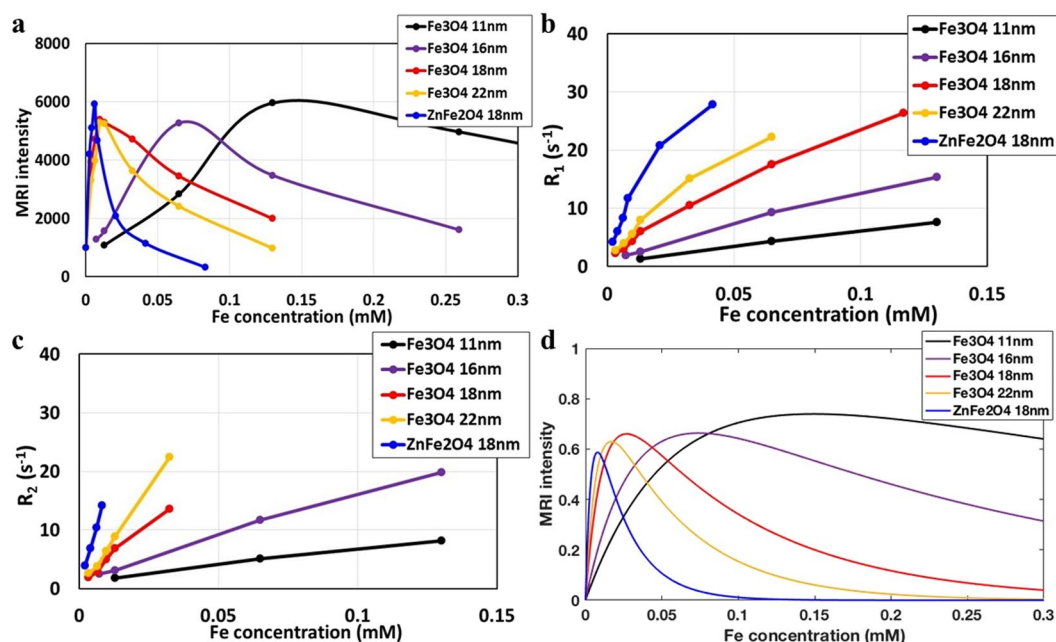 a
MRI intensity
8000
6000
4000
2000
0
0
0.05
0.1
0.15
0.2
0.25
0.3
Fe concentration (mM)
Fe3O4 11nm
Fe3O4 16nm
Fe3O4 18nm
Fe3O4 22nm
ZnFe2O4 18nm
b
R1 (s-1)
40
30
20
10
0
0
0.05
0.1
0.15
Fe concentration (mM)
Fe3O4 11nm
Fe3O4 16nm
Fe3O4 18nm
Fe3O4 22nm
ZnFe2O4 18nm
c
R2 (s-1)
40
30
20
10
0
0
0.05
0.1
0.15
Fe concentration (mM)
Fe3O4 11nm
Fe3O4 16nm
Fe3O4 18nm
Fe3O4 22nm
ZnFe2O4 18nm
d
MRI intensity
1
0.8
0.6
0.4
0.2
0
0
0.05
0.1
0.15
0.2
0.25
0.3
Fe concentration (mM)
Fe3O4 11nm
Fe3O4 16nm
Fe3O4 18nm
Fe3O4 22nm
ZnFe2O4 18nm